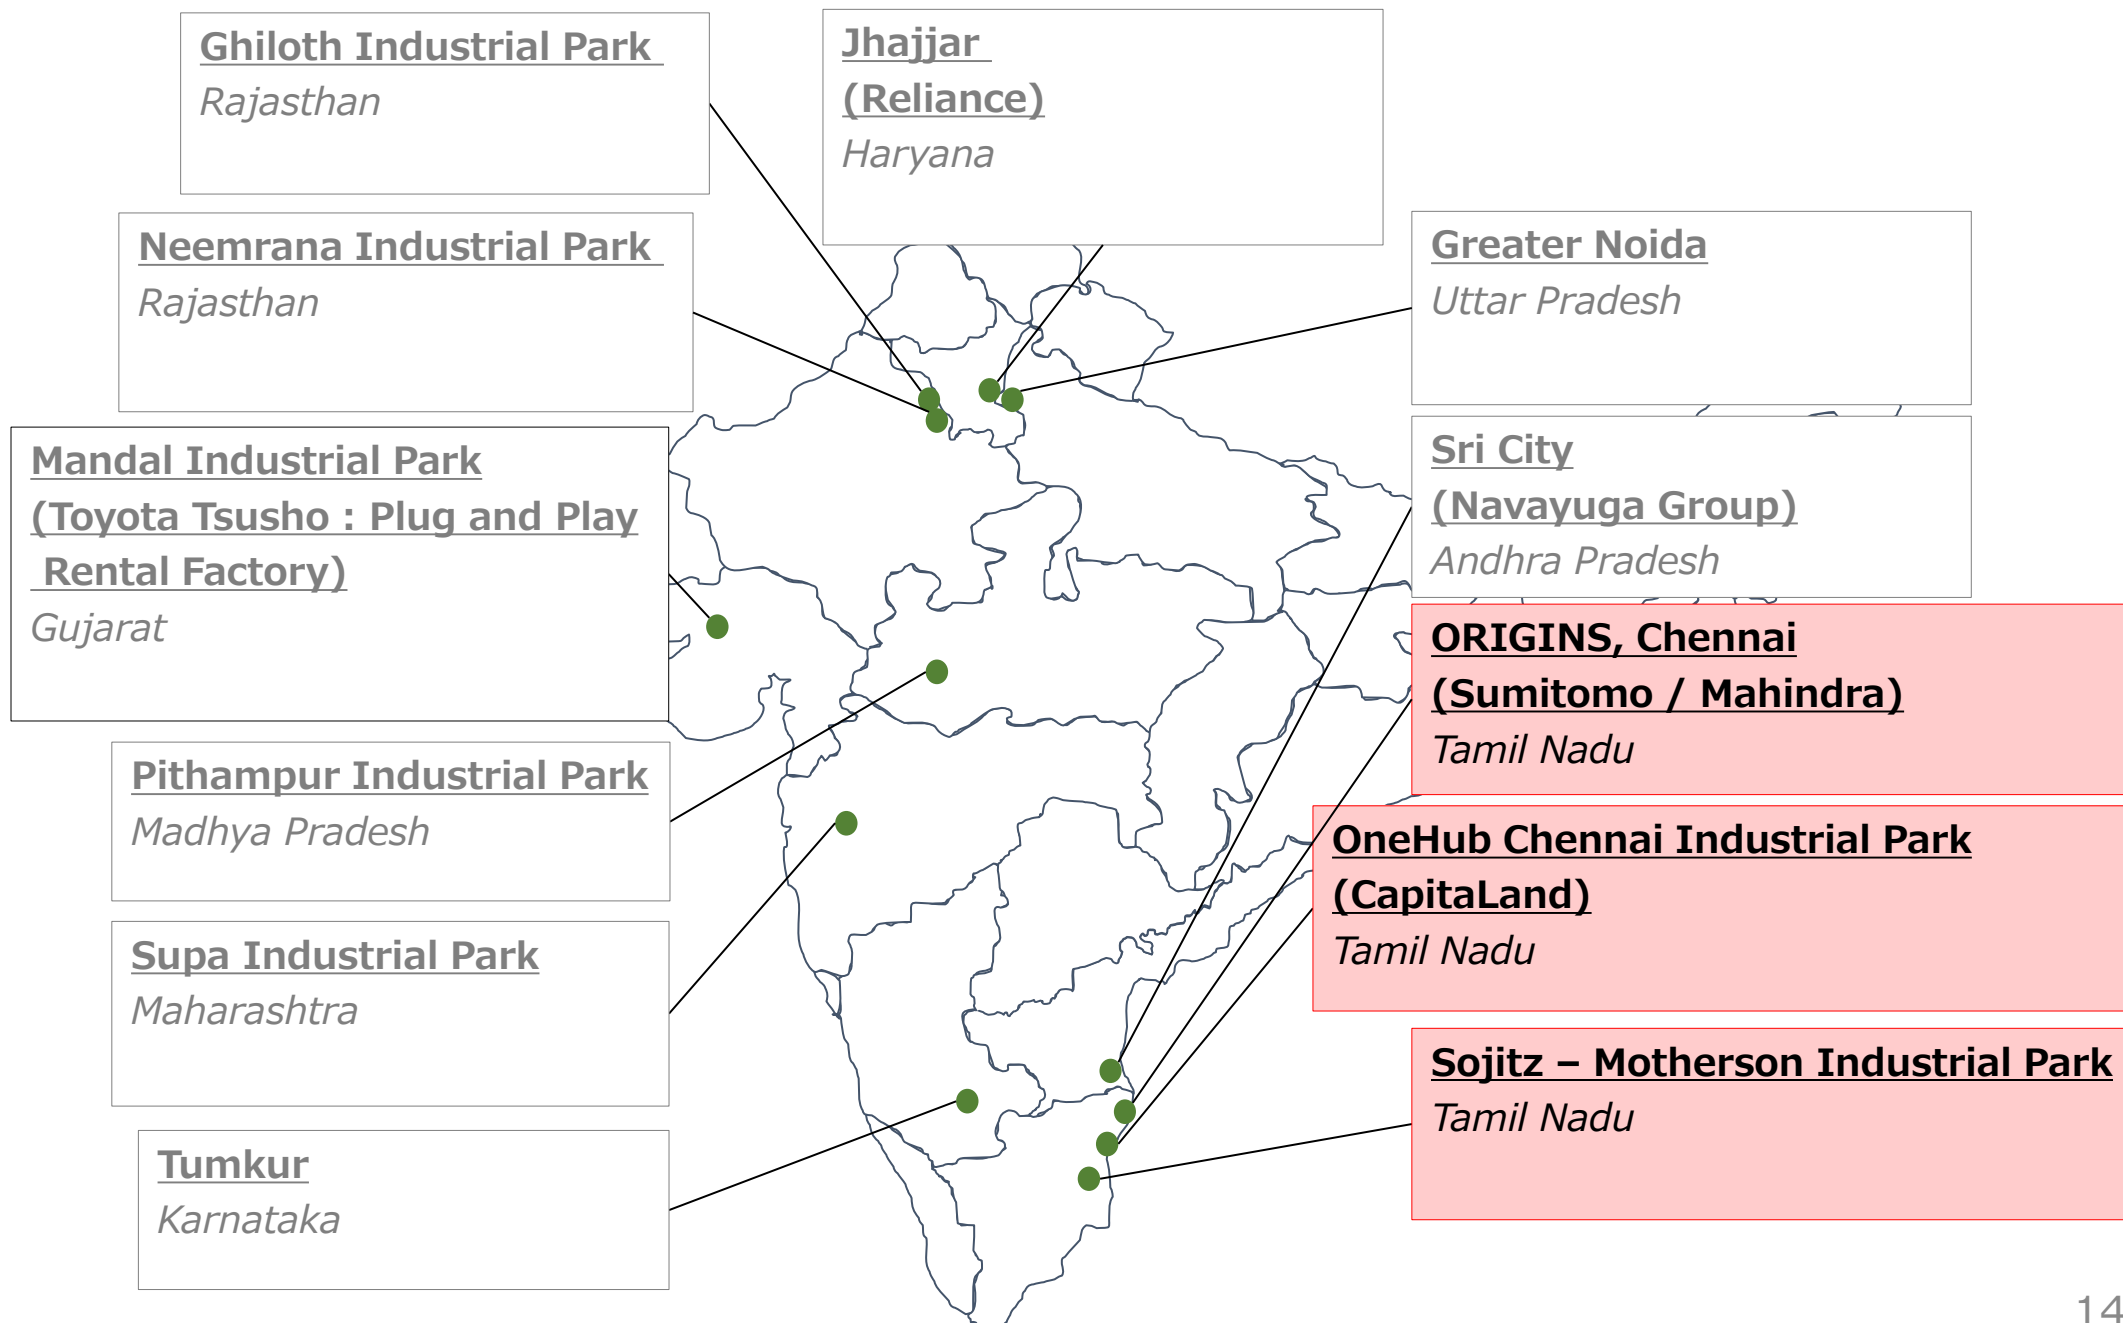 Ghiloth Industrial Park
Rajasthan
Jhajjar
(Reliance)
Haryana
Neemrana Industrial Park
Rajasthan
Greater Noida
Uttar Pradesh
Mandal Industrial Park
(Toyota Tsusho : Plug and Play
Rental Factory)
Gujarat
Sri City
(Navayuga Group)
Andhra Pradesh
ORIGINS, Chennai
(Sumitomo / Mahindra)
Tamil Nadu
Pithampur Industrial Park
Madhya Pradesh
OneHub Chennai Industrial Park
(CapitaLand)
Tamil Nadu
Supa Industrial Park
Maharashtra
Sojitz – Motherson Industrial Park
Tamil Nadu
Tumkur
Karnataka
14